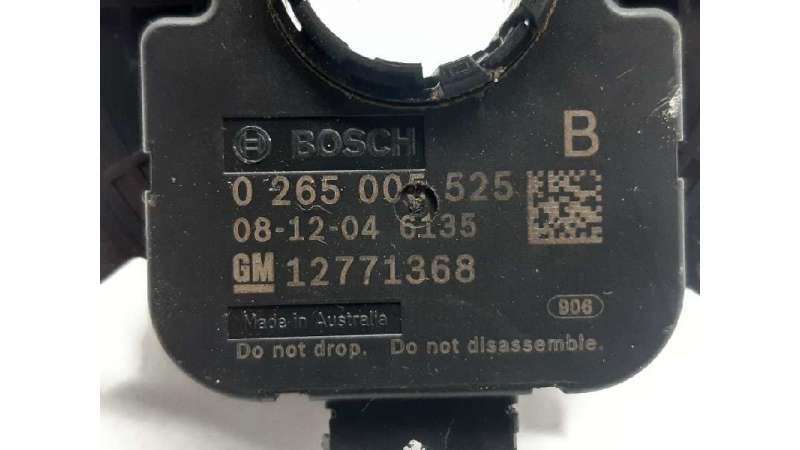 BOSCH B
0 265 005 525
08-12-04 6135
GM 12771368
906
Made in Australia
Do not drop. Do not disassemble.